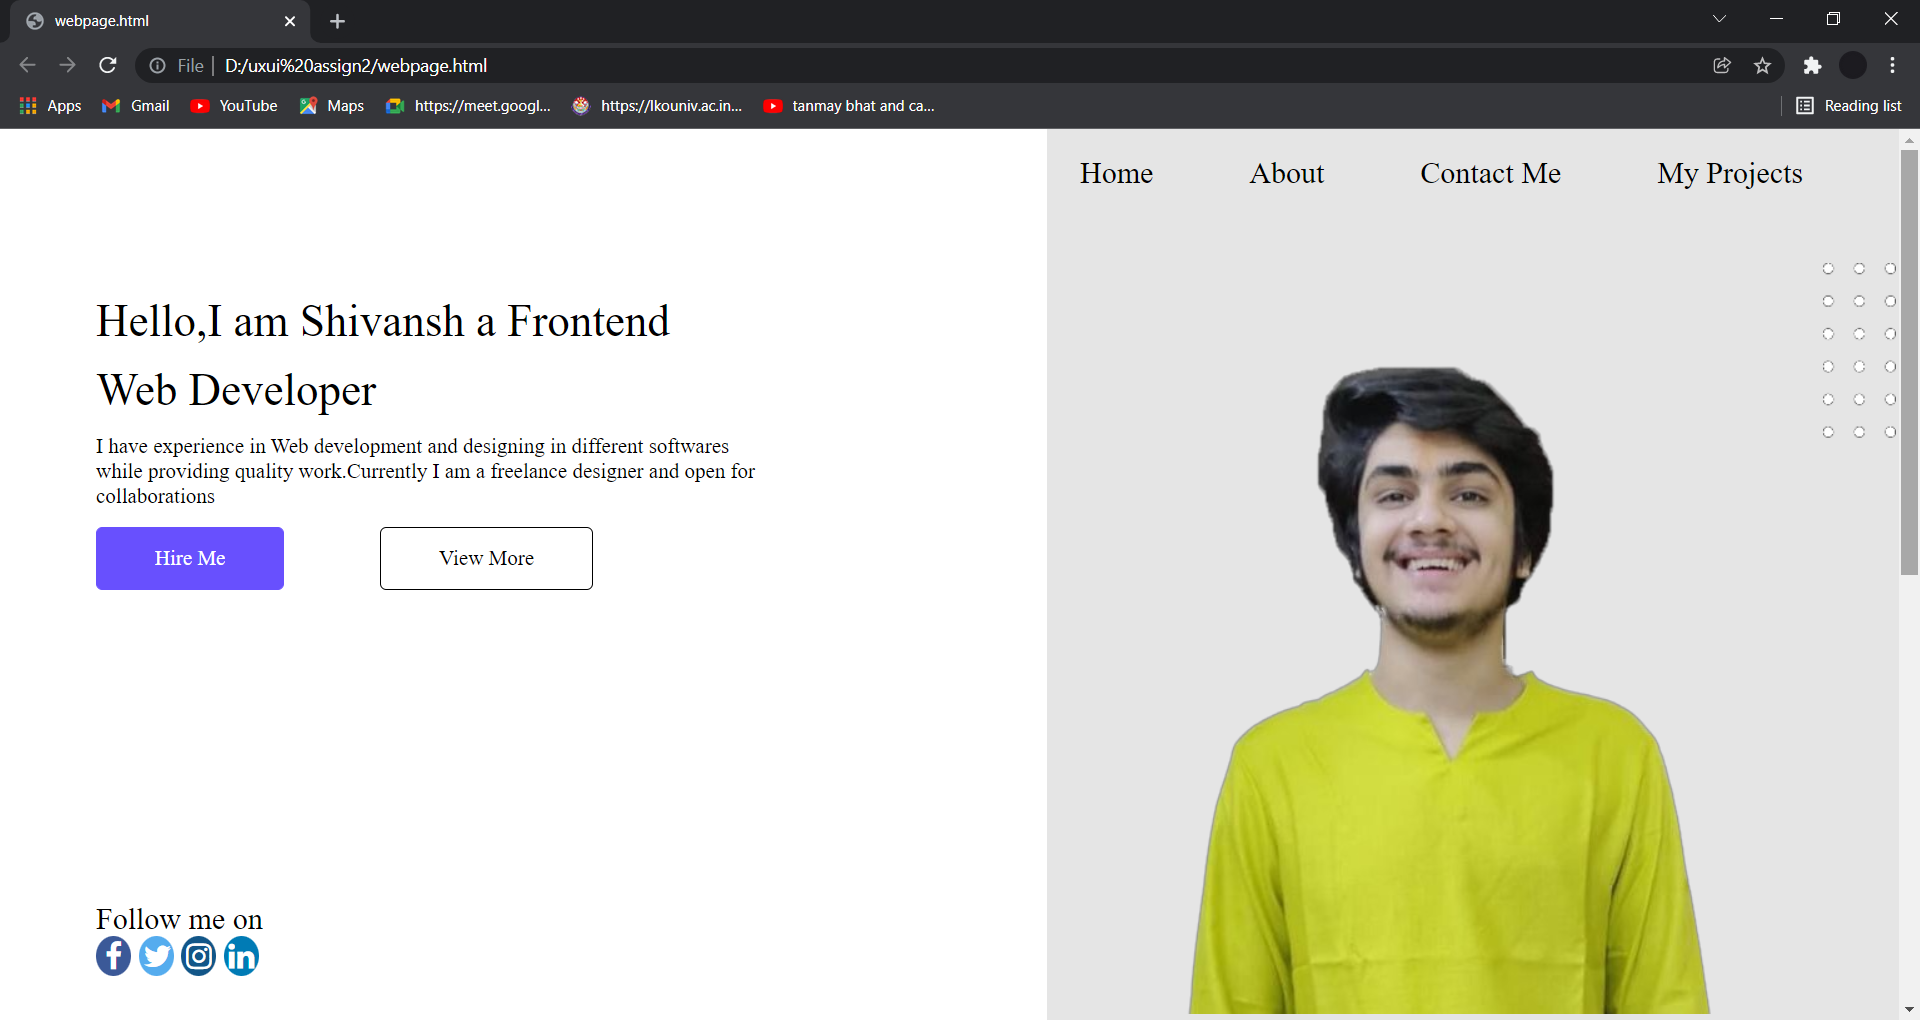 webpage.html
File | D:/uxui%20assign2/webpage.html
Apps Gmail YouTube Maps https://meet.googl... https://lkouniv.ac.in... tanmay bhat and ca... Reading list
Home About Contact Me My Projects
Hello,I am Shivansh a Frontend
Web Developer
I have experience in Web development and designing in different softwares
while providing quality work.Currently I am a freelance designer and open for
collaborations
Hire Me View More
Follow me on